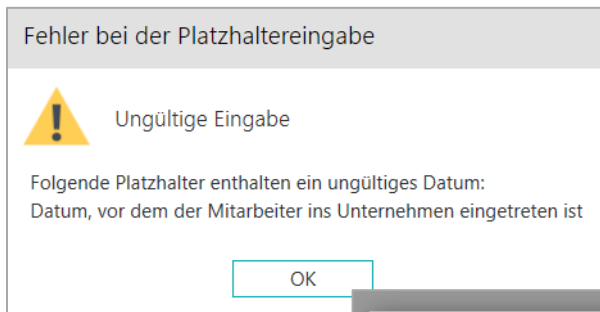 Fehler bei der Platzhaltereingabe
Ungültige Eingabe
Folgende Platzhalter enthalten ein ungültiges Datum:
Datum, vor dem der Mitarbeiter ins Unternehmen eingetreten ist
OK